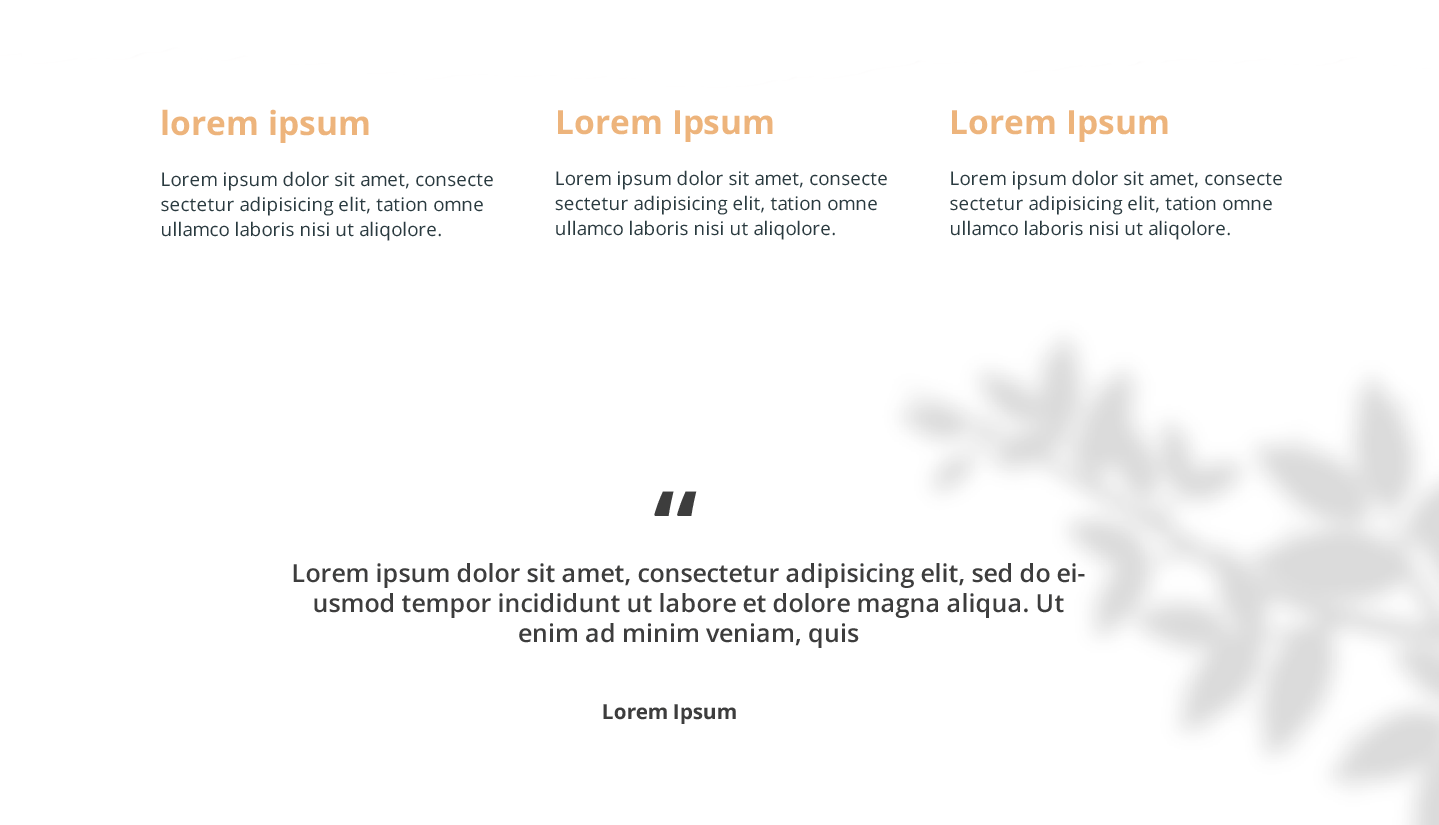 lorem ipsum
Lorem ipsum dolor sit amet, consecte
sectetur adipisicing elit, tation omne
ullamco laboris nisi ut aliqolore.
Lorem Ipsum
Lorem ipsum dolor sit amet, consecte
sectetur adipisicing elit, tation omne
ullamco laboris nisi ut aliqolore.
Lorem Ipsum
Lorem ipsum dolor sit amet, consecte
sectetur adipisicing elit, tation omne
ullamco laboris nisi ut aliqolore.
“
Lorem ipsum dolor sit amet, consectetur adipisicing elit, sed do ei-
usmod tempor incididunt ut labore et dolore magna aliqua. Ut
enim ad minim veniam, quis
Lorem Ipsum